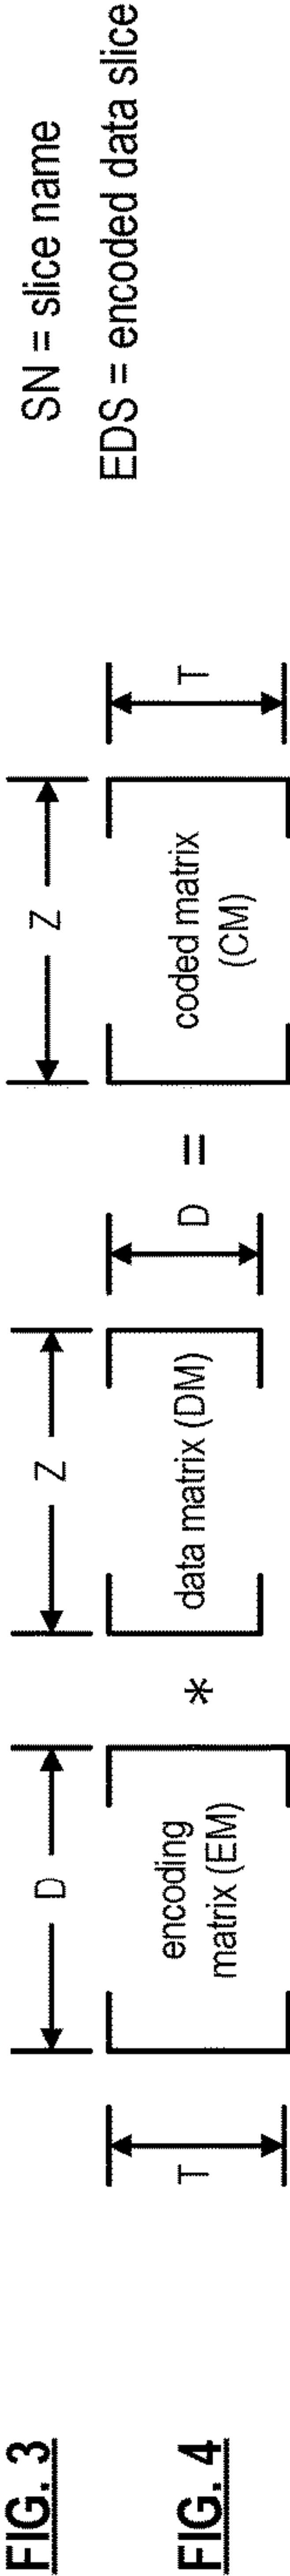 FIG. 3
SN = slice name
EDS = encoded data slice
FIG. 4
D
Z
Z
T
encoding
matrix (EM)
*
data matrix (DM)
D
=
coded matrix
(CM)
T